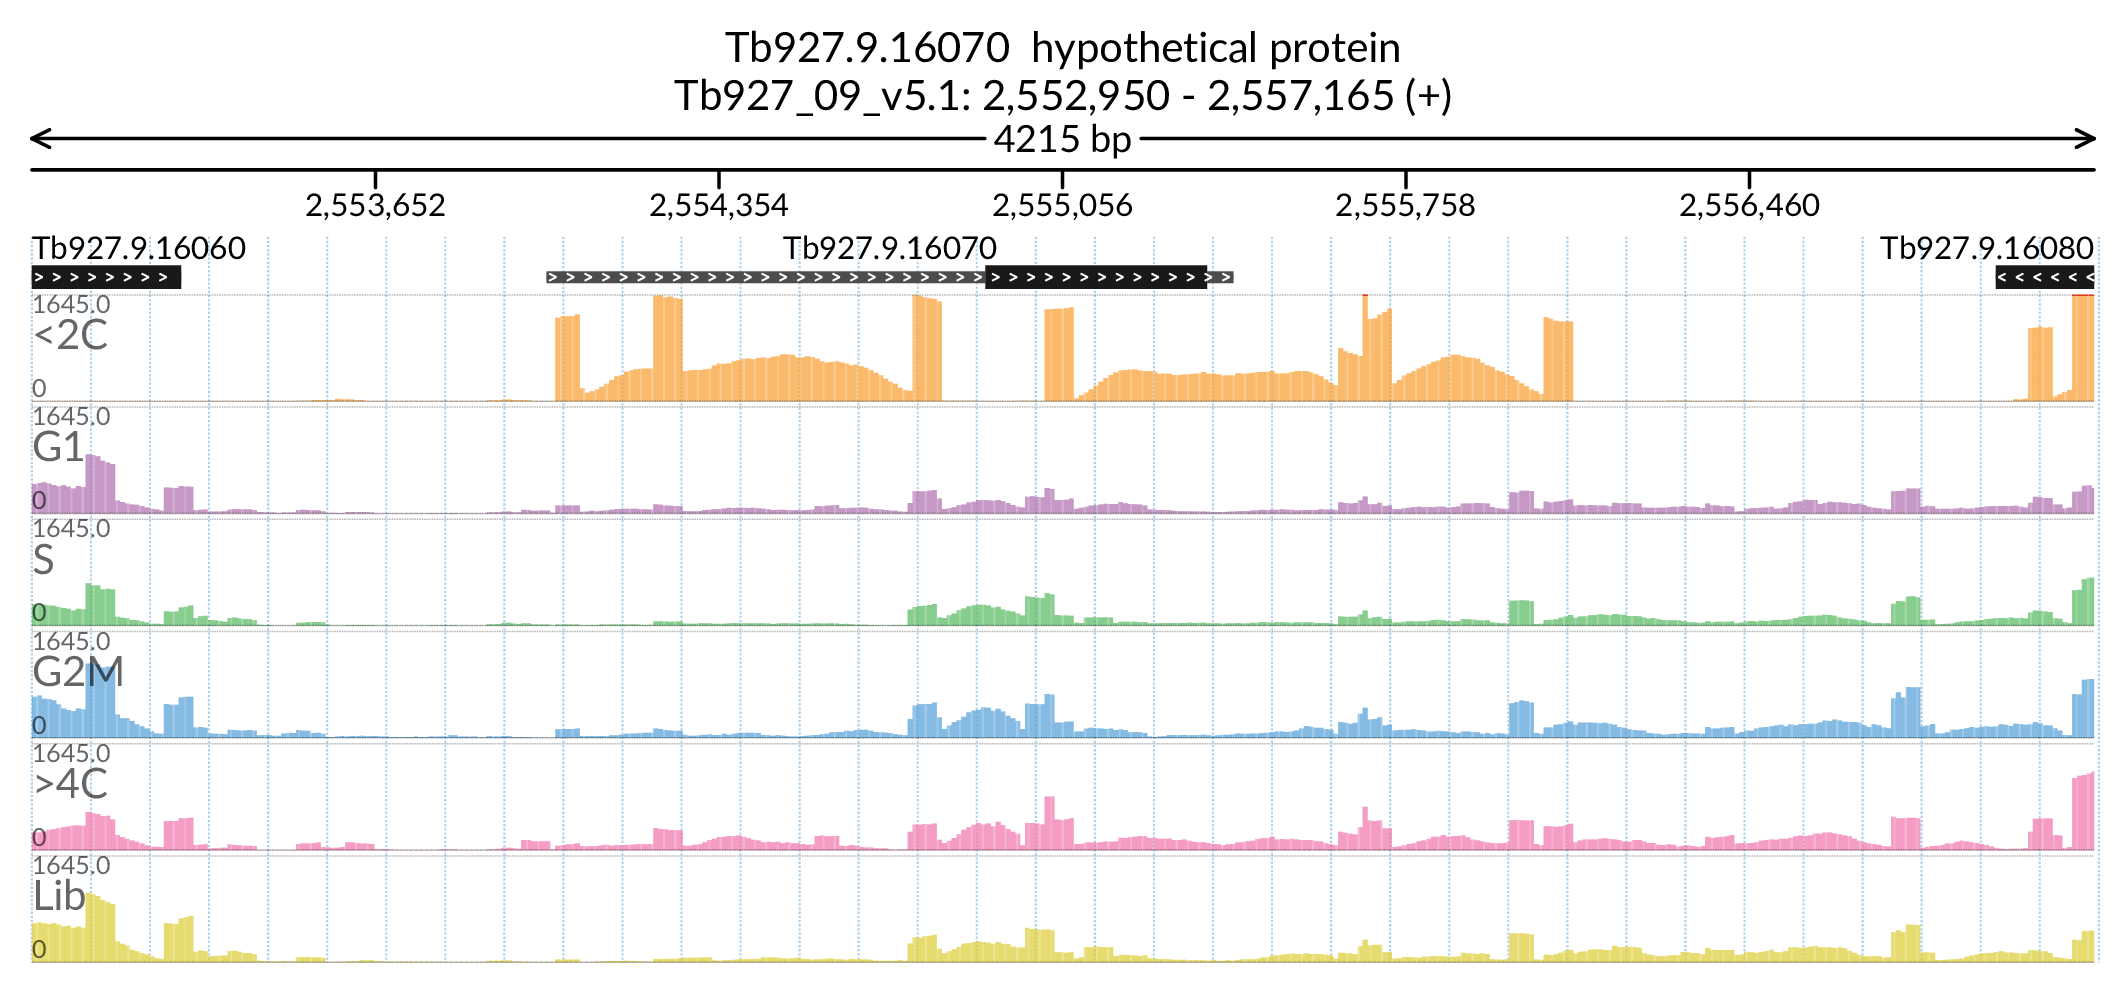 Tb927.9.16070  hypothetical protein
Tb927_09_v5.1: 2,552,950 - 2,557,165 (+)
4215 bp
2,553,652 2,554,354 2,555,056 2,555,758 2,556,460
Tb927.9.16060 Tb927.9.16070 Tb927.9.16080
1645.0
<2C
0
1645.0
G1
0
1645.0
S
0
1645.0
G2M
0
1645.0
>4C
0
1645.0
Lib
0